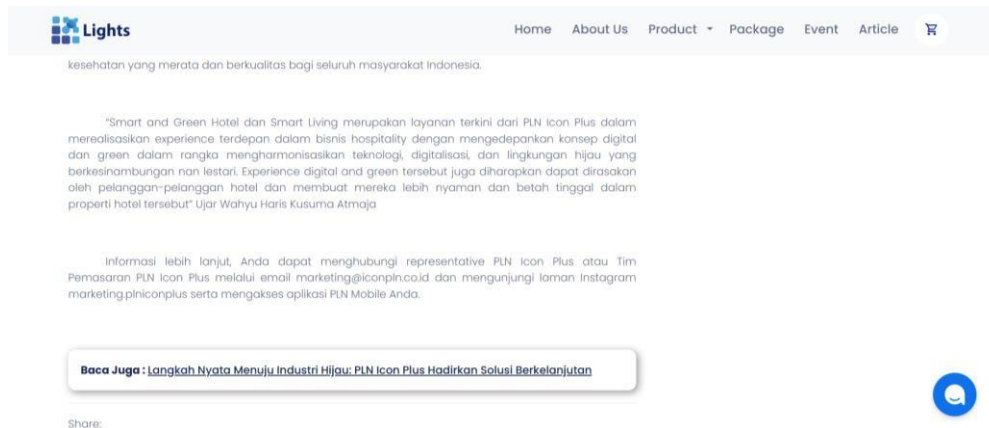 Lights
Home About Us Product Package Event Article
kesehatan yang merata dan berkualitas bagi seluruh masyarakat Indonesia.
"Smart and Green Hotel dan Smart Living merupakan layanan terkini dari PLN Icon Plus dalam
merealisasikan experience terdepan dalam bisnis hospitality dengan mengedepankan konsep digital
dan green dalam rangka mengharmonisasikan teknologi, digitalisasi, dan lingkungan hijau yang
berkesinambungan nan lestari. Experience digital and green tersebut juga diharapkan dapat dirasakan
oleh pelanggan-pelanggan hotel dan membuat mereka lebih nyaman dan betah tinggal dalam
properti hotel tersebut" Ujar Wahyu Haris Kusuma Atmaja
Informasi lebih lanjut, Anda dapat menghubungi representative PLN Icon Plus atau Tim
Pemasaran PLN Icon Plus melalui email marketing@iconpln.co.id dan mengunjungi laman Instagram
marketing.plniconplus serta mengakses aplikasi PLN Mobile Anda.
Baca Juga : Langkah Nyata Menuju Industri Hijau: PLN Icon Plus Hadirkan Solusi Berkelanjutan
Share: